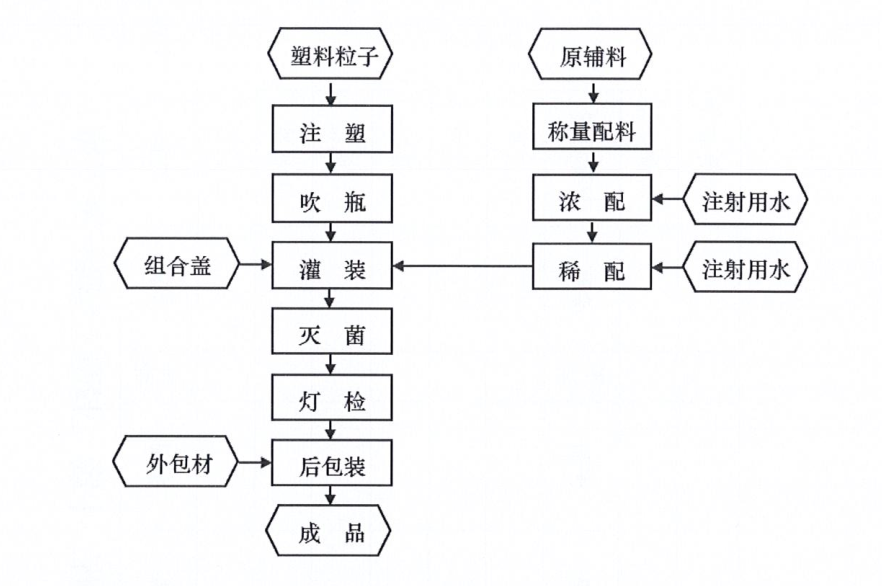 塑料粒子
原辅料
注 塑
称量配料
吹 瓶
浓 配
注射用水
组合盖
灌 装
稀 配
注射用水
灭 菌
灯 检
外包材
后包装
成 品